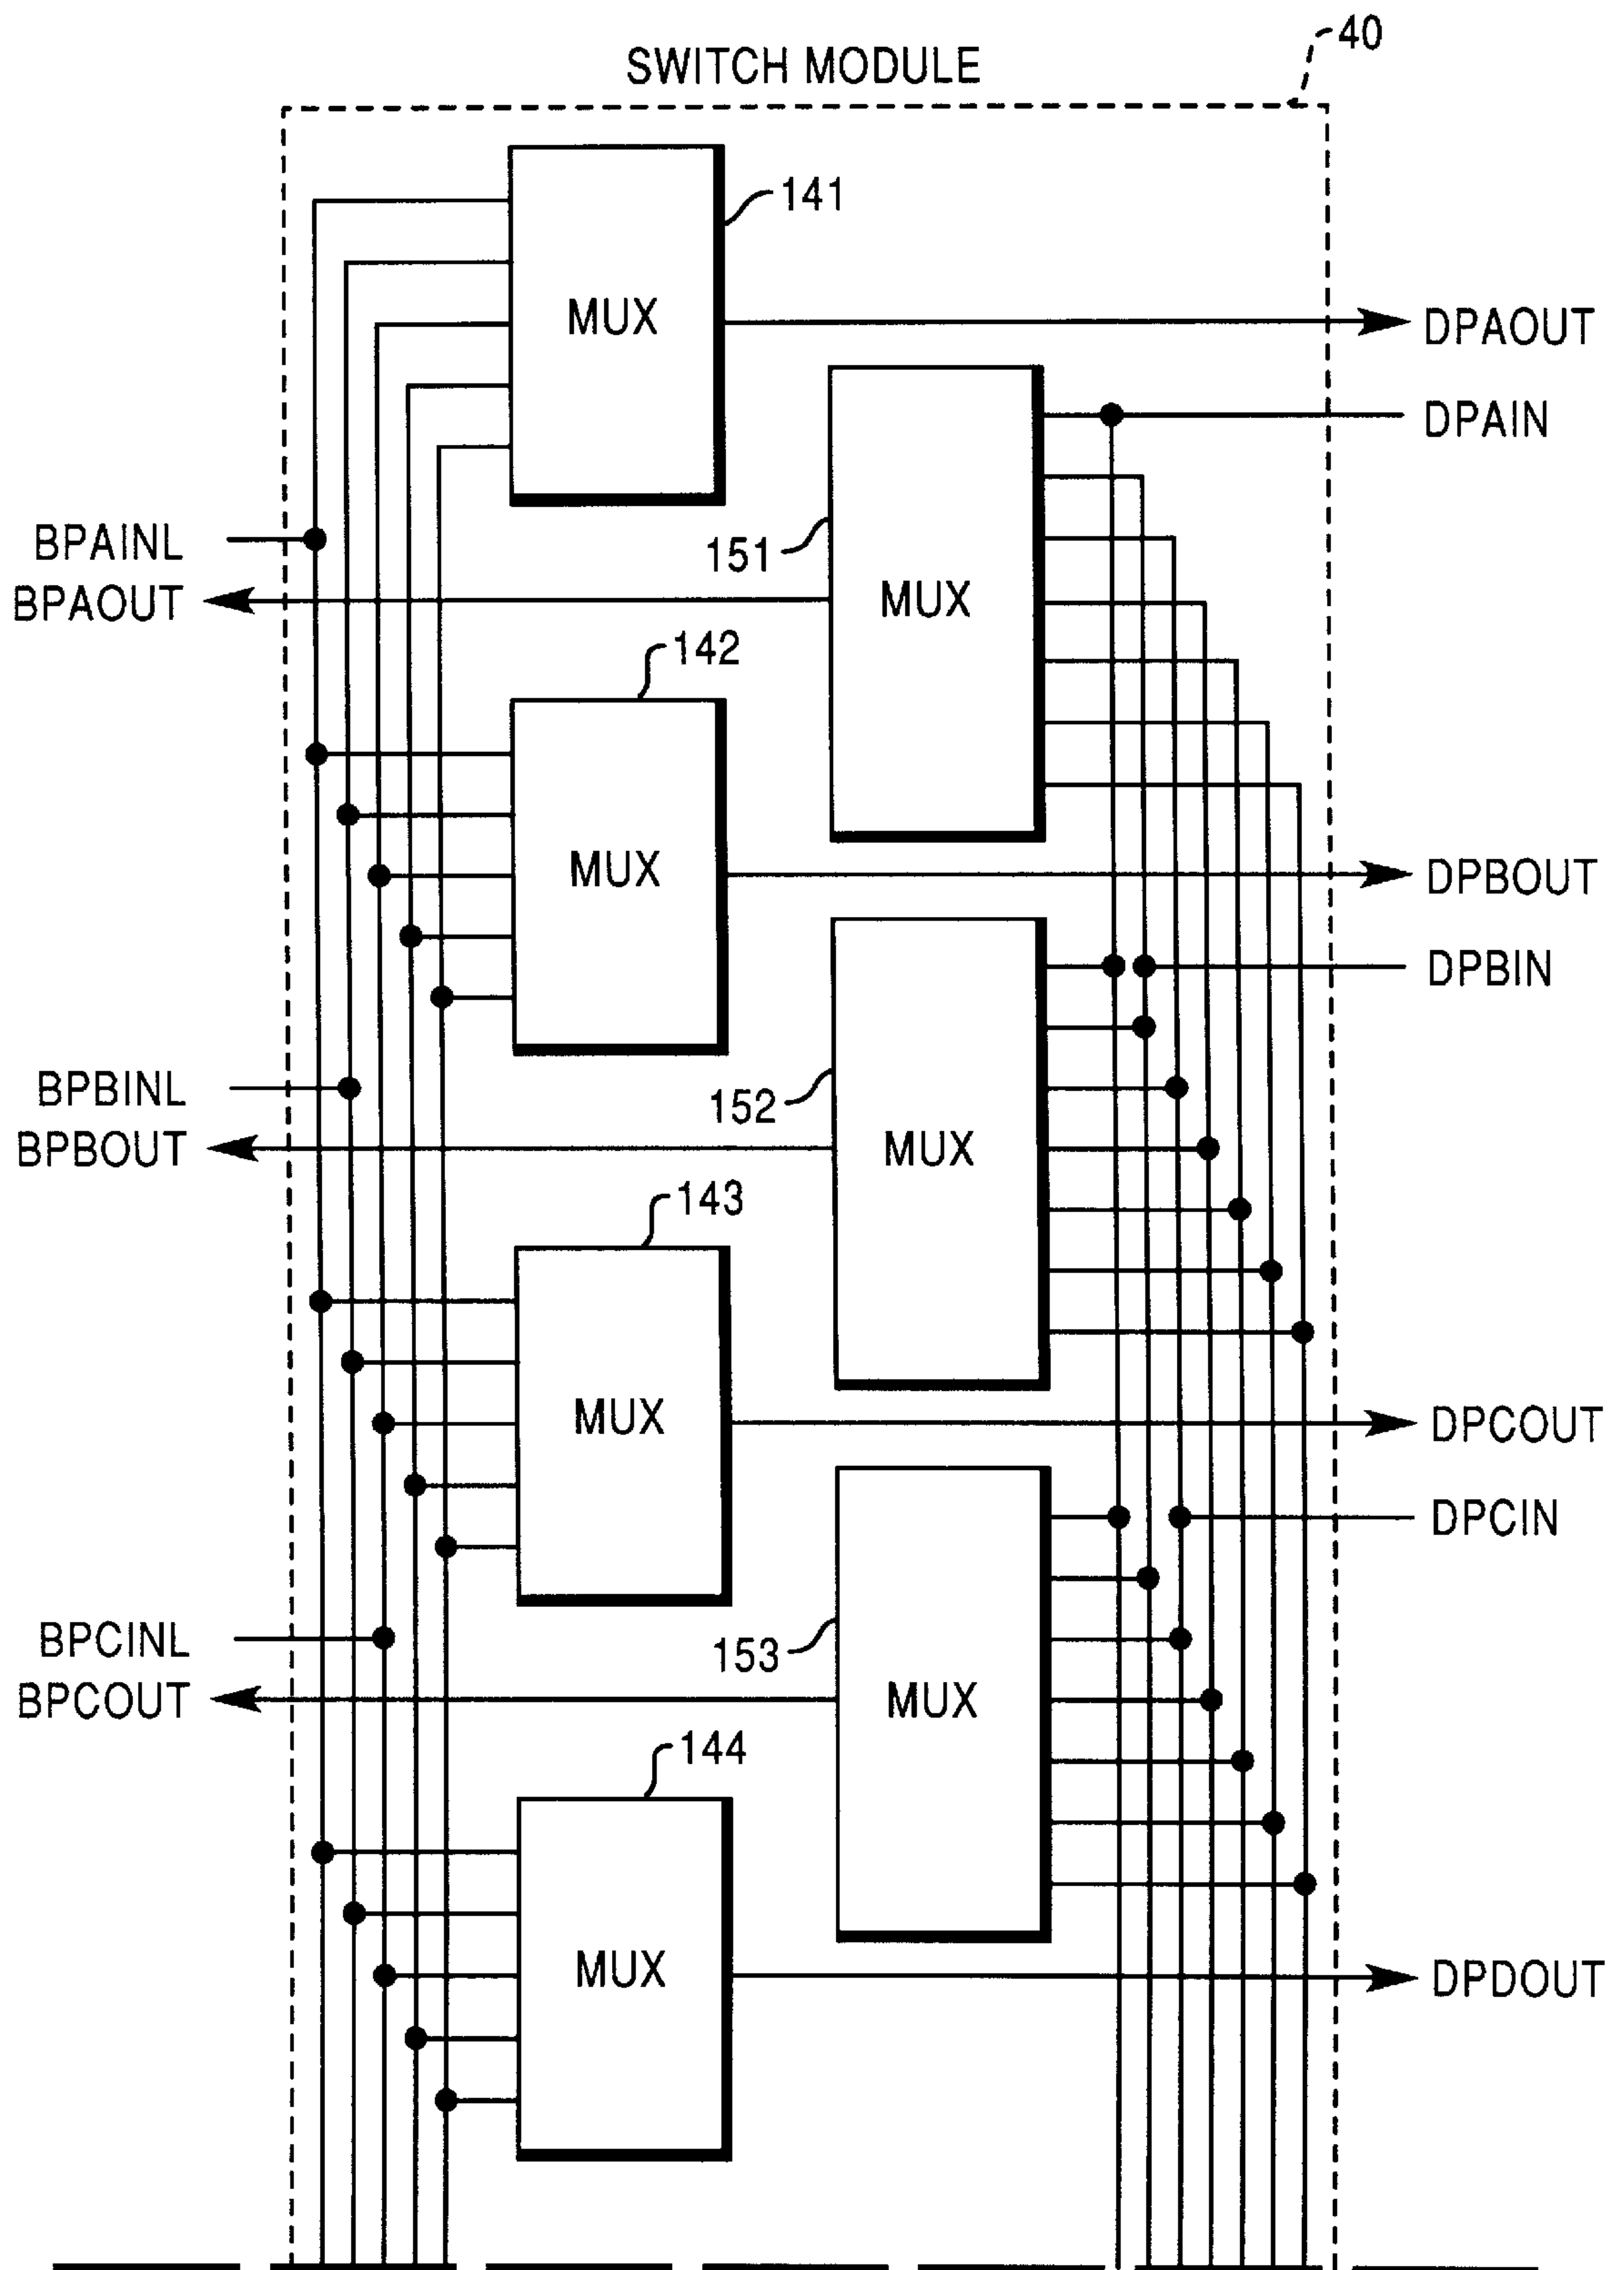 40
SWITCH MODULE
141
MUX
DPAOUT
DPAIN
BPAINL
151
BPAOUT
MUX
142
MUX
DPBOUT
DPBIN
BPBINL
152
BPBOUT
MUX
143
MUX
DPCOUT
DPCIN
BPCINL
153
BPCOUT
MUX
144
MUX
DPDOUT